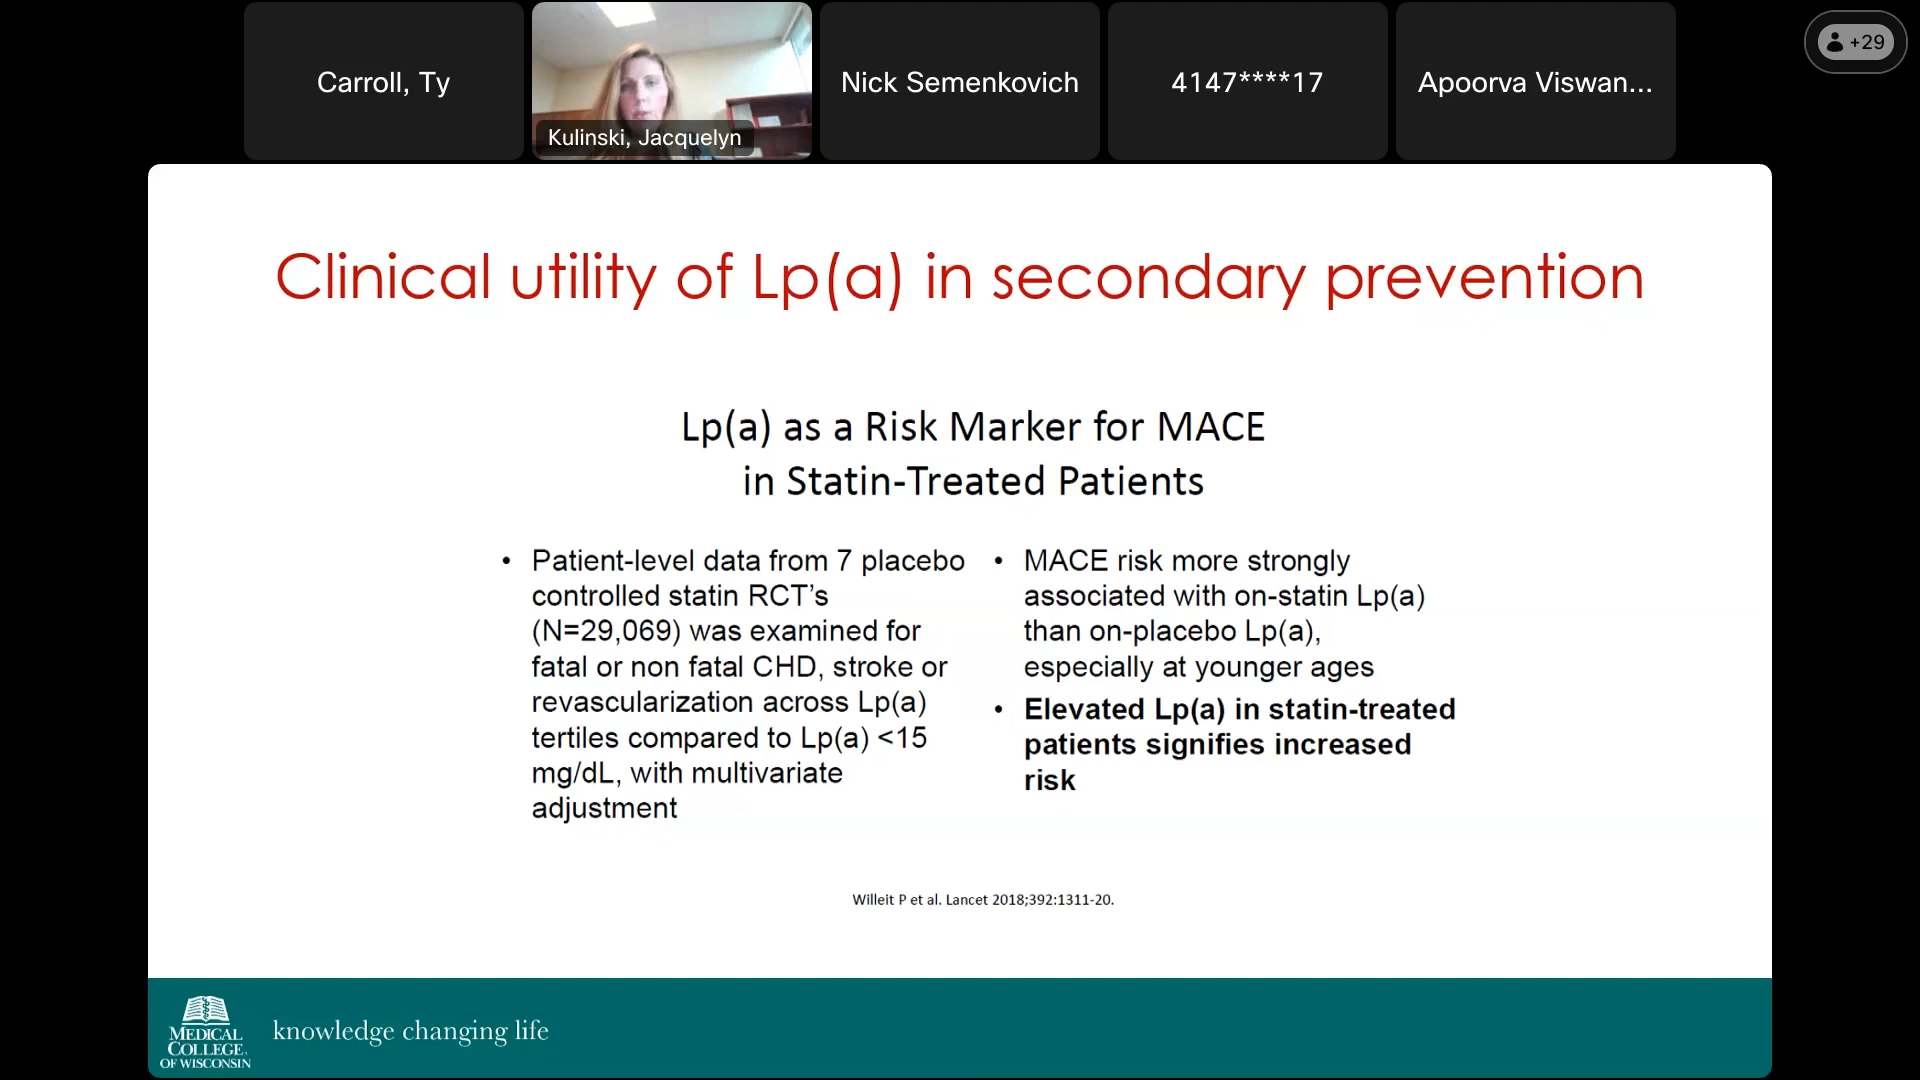 Carroll, Ty
Kulinski, Jacquelyn
Nick Semenkovich
4147****17
Apoorva Viswan...
+29
Clinical utility of Lp(a) in secondary prevention
Lp(a) as a Risk Marker for MACE
in Statin-Treated Patients
• Patient-level data from 7 placebo
controlled statin RCT's
(N=29,069) was examined for
fatal or non fatal CHD, stroke or
revascularization across Lp(a)
tertiles compared to Lp(a) <15
mg/dL, with multivariate
adjustment
• MACE risk more strongly
associated with on-statin Lp(a)
than on-placebo Lp(a),
especially at younger ages
• Elevated Lp(a) in statin-treated
patients signifies increased
risk
Willeit P et al. Lancet 2018;392:1311-20.
MEDICAL
COLLEGE
OF WISCONSIN
knowledge changing life